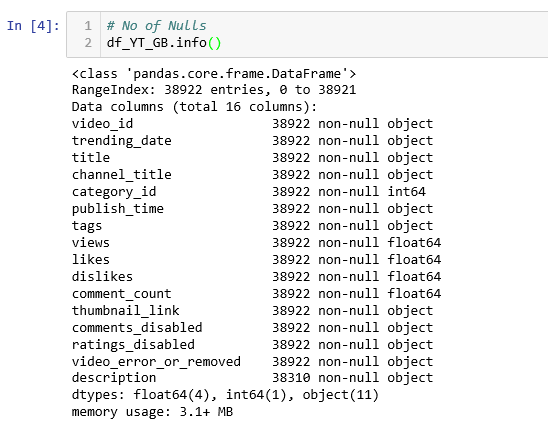 In [4]:
1 # No of Nulls
2 df_YT_GB.info()
<class 'pandas.core.frame.DataFrame'>
RangeIndex: 38922 entries, 0 to 38921
Data columns (total 16 columns):
video_id 38922 non-null object
trending_date 38922 non-null object
title 38922 non-null object
channel_title 38922 non-null object
category_id 38922 non-null int64
publish_time 38922 non-null object
tags 38922 non-null object
views 38922 non-null float64
likes 38922 non-null float64
dislikes 38922 non-null float64
comment_count 38922 non-null float64
thumbnail_link 38922 non-null object
comments_disabled 38922 non-null object
ratings_disabled 38922 non-null object
video_error_or_removed 38922 non-null object
description 38310 non-null object
dtypes: float64(4), int64(1), object(11)
memory usage: 3.1+ MB